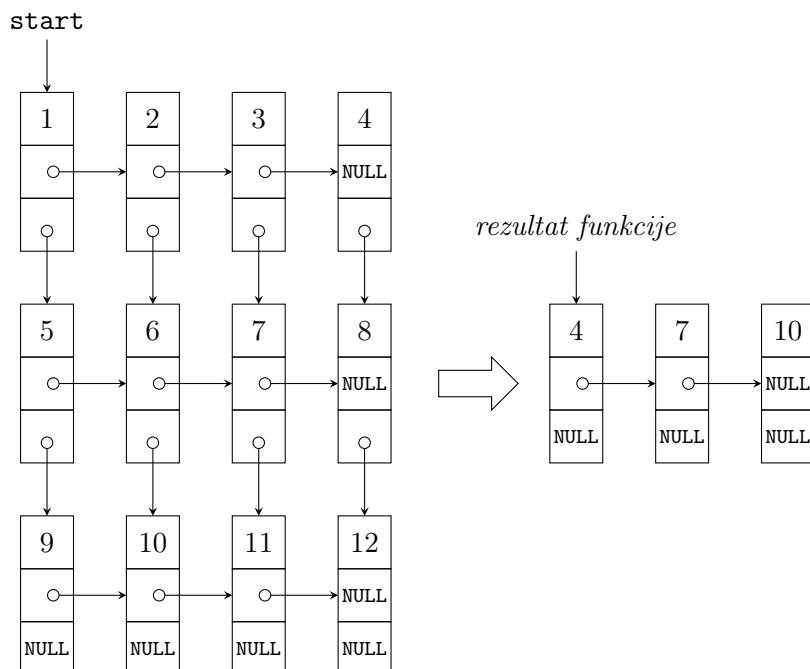 start
1 2 3 4
NULL
rezultat funkcije
5 6 7 8
4 7 10
NULL
NULL
NULL NULL NULL
9 10 11 12
NULL
NULL NULL NULL NULL